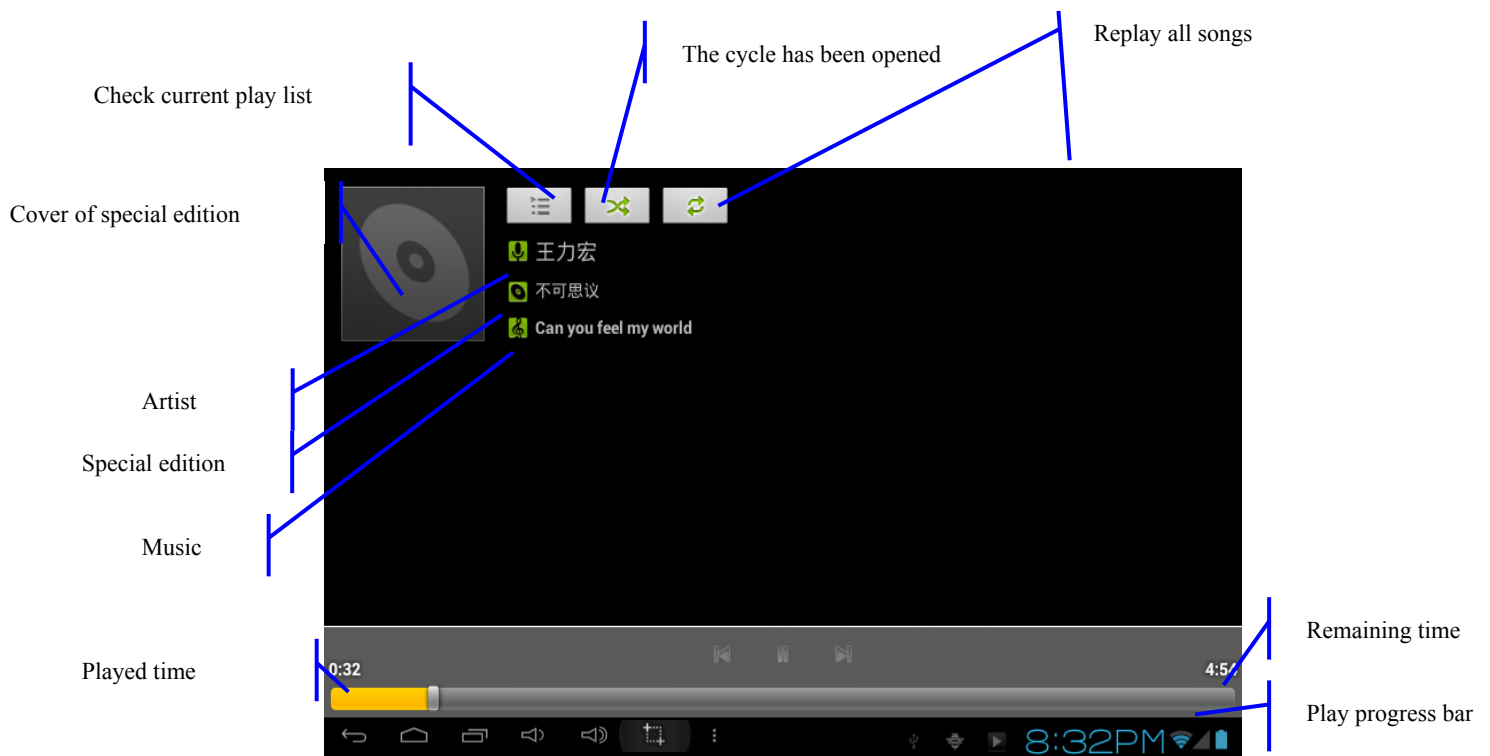 Replay all songs
The cycle has been opened
Check current play list
Cover of special edition
王力宏
不可思议
Can you feel my world
Artist
Special edition
Music
Remaining time
Played time
0:32
4:54
Play progress bar
8:32PM